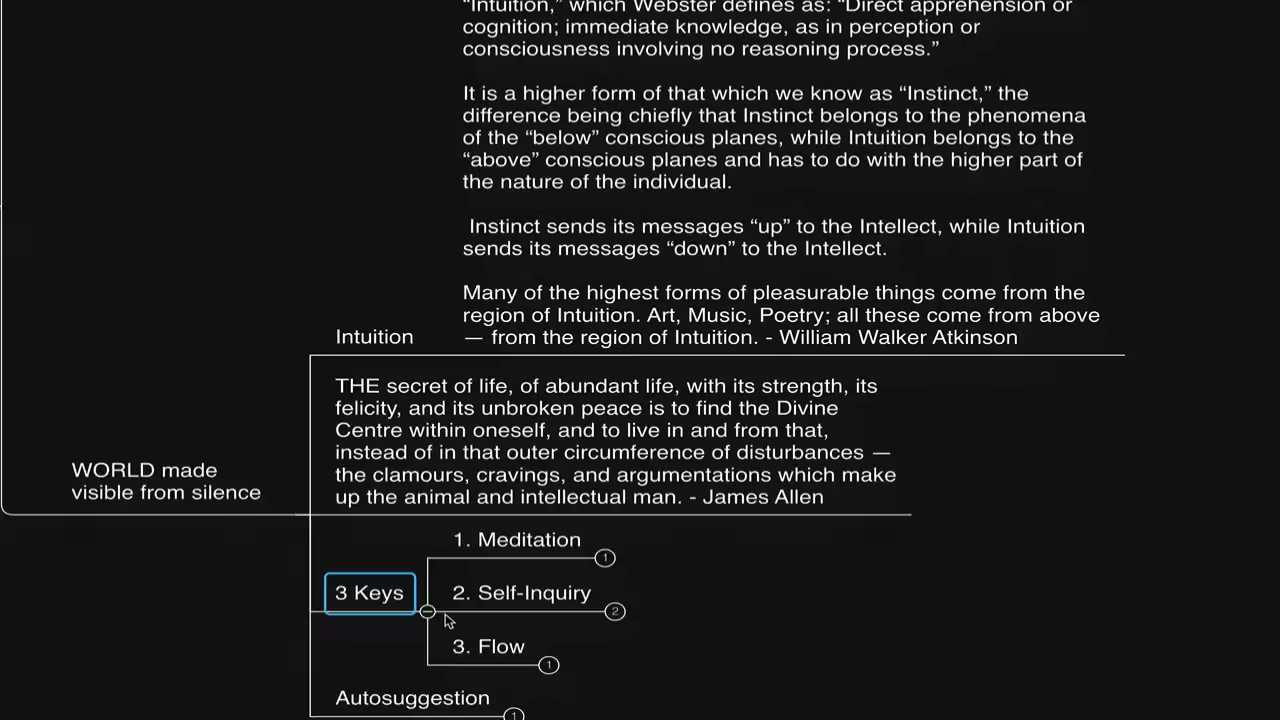 “Intuition,” which Webster defines as: “Direct apprehension or
cognition; immediate knowledge, as in perception or
consciousness involving no reasoning process.”
It is a higher form of that which we know as “Instinct,” the
difference being chiefly that Instinct belongs to the phenomena
of the “below” conscious planes, while Intuition belongs to the
“above” conscious planes and has to do with the higher part of
the nature of the individual.
Instinct sends its messages “up” to the Intellect, while Intuition
sends its messages “down” to the Intellect.
Many of the highest forms of pleasurable things come from the
region of Intuition. Art, Music, Poetry; all these come from above
— from the region of Intuition. - William Walker Atkinson
Intuition
THE secret of life, of abundant life, with its strength, its
felicity, and its unbroken peace is to find the Divine
Centre within oneself, and to live in and from that,
instead of in that outer circumference of disturbances —
the clamours, cravings, and argumentations which make
up the animal and intellectual man. - James Allen
WORLD made
visible from silence
1. Meditation
1
3 Keys
2. Self-Inquiry
2
3. Flow
1
Autosuggestion
1